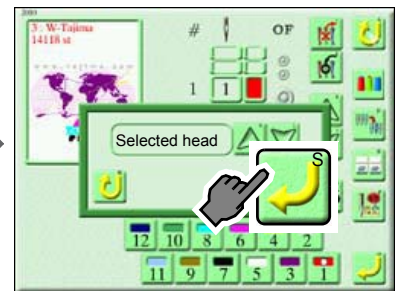 2080
3 : W-Tajima
14118 st
# OF
www.tajima.com
1 1
Selected head
S
12 10 8 6 4 2
11 9 7 5 3 1